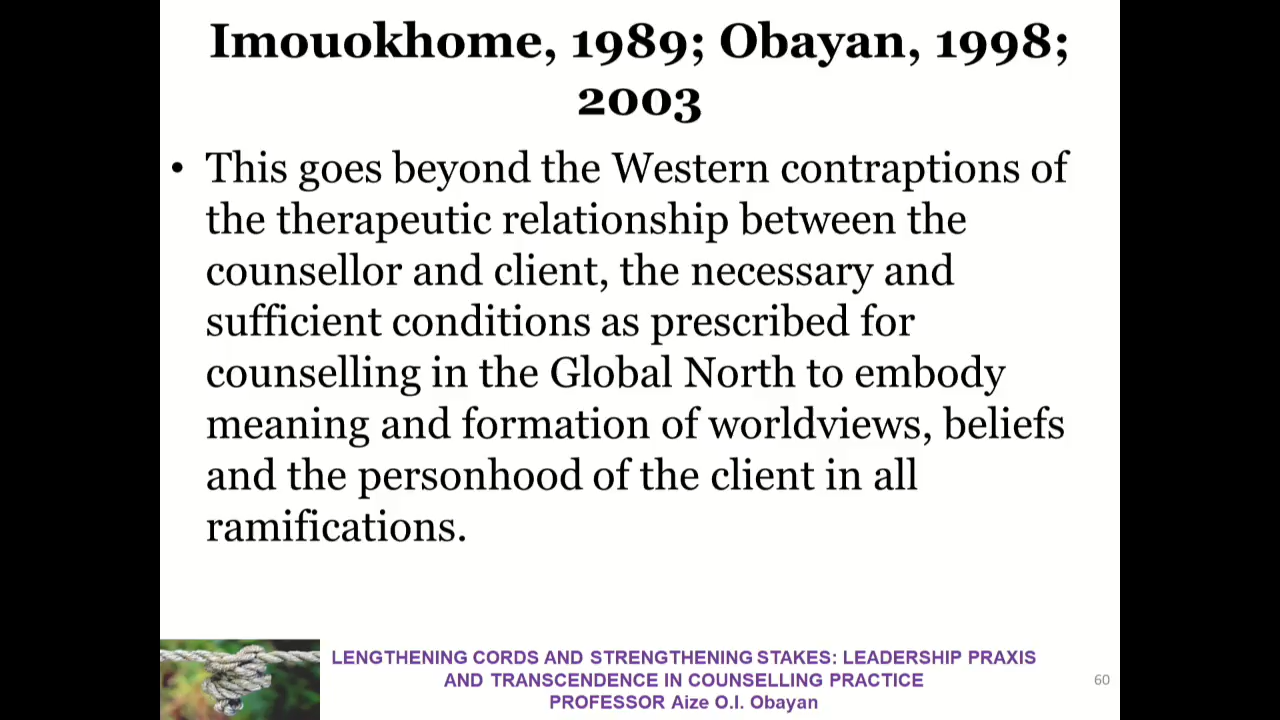 Imouokhome, 1989; Obayan, 1998;
2003
• This goes beyond the Western contraptions of
the therapeutic relationship between the
counsellor and client, the necessary and
sufficient conditions as prescribed for
counselling in the Global North to embody
meaning and formation of worldviews, beliefs
and the personhood of the client in all
ramifications.
LENGTHENING CORDS AND STRENGTHENING STAKES: LEADERSHIP PRAXIS
AND TRANSCENDENCE IN COUNSELLING PRACTICE
PROFESSOR Aize O.I. Obayan
60